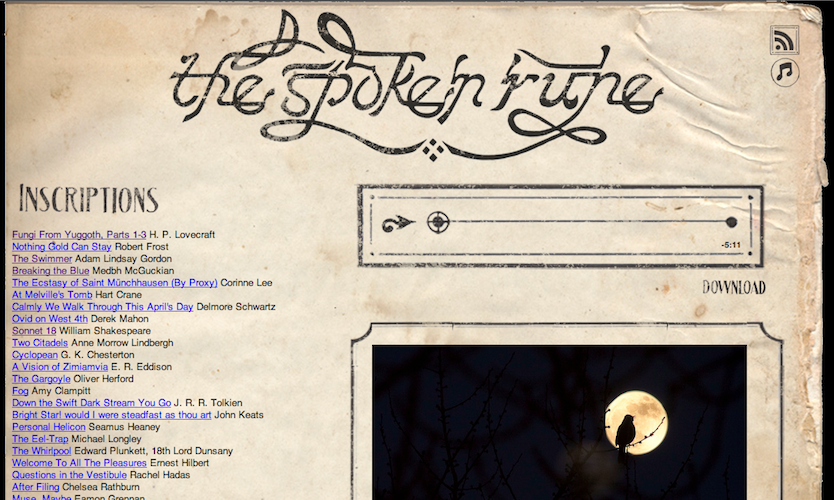 the spoken rune
INSCRIPTIONS
Fungi From Yuggoth, Parts 1-3 H. P. Lovecraft
Nothing Gold Can Stay Robert Frost
The Swimmer Adam Lindsay Gordon
Breaking the Blue Medbh McGuckian
The Ecstasy of Saint Münchhausen (By Proxy) Corinne Lee
At Melville's Tomb Hart Crane
Calmly We Walk Through This April's Day Delmore Schwartz
Ovid on West 4th Derek Mahon
Sonnet 18 William Shakespeare
Two Citadels Anne Morrow Lindbergh
Cyclopean G. K. Chesterton
A Vision of Zimiamvia E. R. Eddison
The Gargoyle Oliver Herford
Fog Amy Clampitt
Down the Swift Dark Stream You Go J. R. R. Tolkien
Bright Star! would I were steadfast as thou art John Keats
Personal Helicon Seamus Heaney
The Eel-Trap Michael Longley
The Whirlpool Edward Plunkett, 18th Lord Dunsany
Welcome To All The Pleasures Ernest Hilbert
Questions in the Vestibule Rachel Hadas
After Filing Chelsea Rathburn
Muse, Maybe Eamon Grennan
-5:11
DOWNLOAD